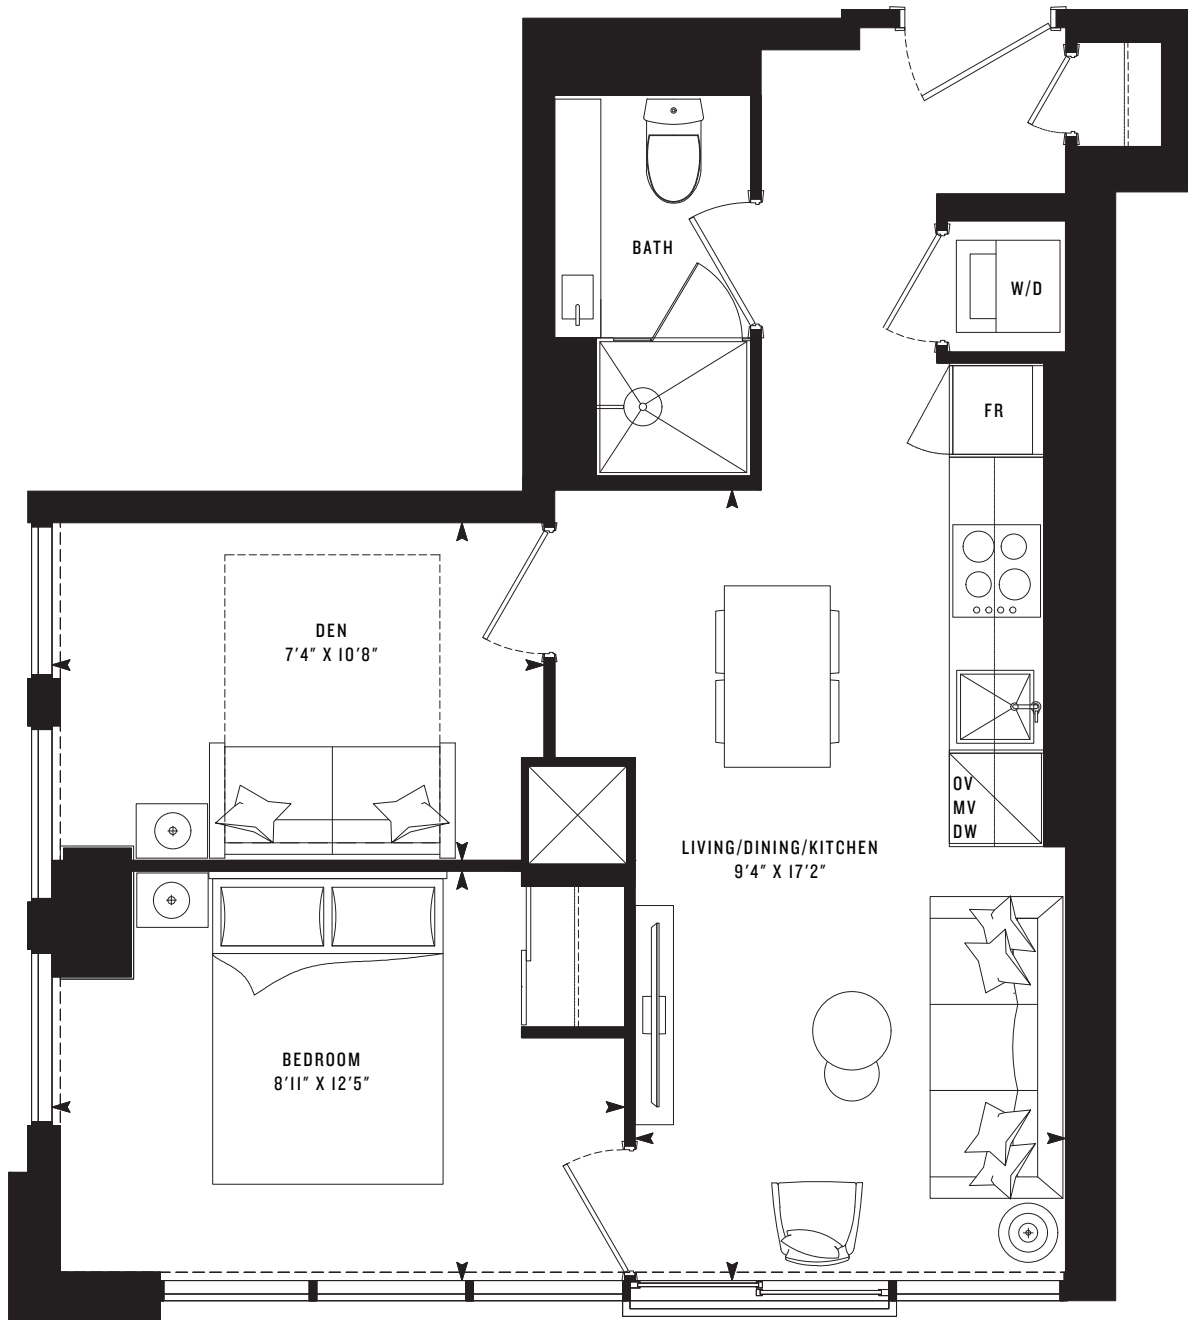 BATH
W/D
FR
DEN
7'4" X 10'8"
OV
MV
DW
LIVING/DINING/KITCHEN
9'4" X 17'2"
BEDROOM
8'11" X 12'5"